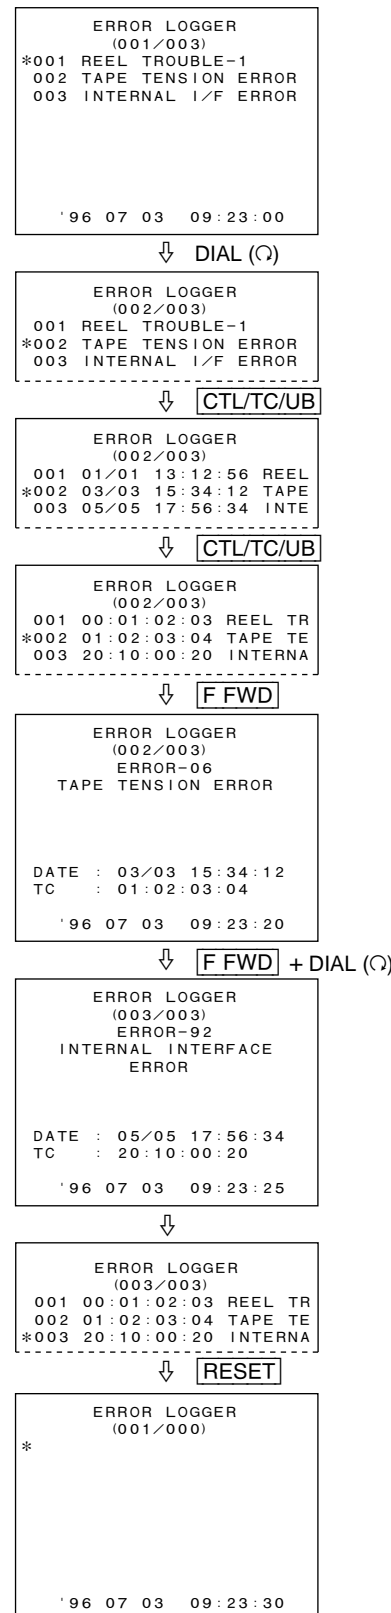 ERROR LOGGER
(001/003)
*001 REEL TROUBLE-1
002 TAPE TENSION ERROR
003 INTERNAL I/F ERROR
'96 07 03 09:23:00
⇩ DIAL (↻)
ERROR LOGGER
(002/003)
001 REEL TROUBLE-1
*002 TAPE TENSION ERROR
003 INTERNAL I/F ERROR
⇩ CTL/TC/UB
ERROR LOGGER
(002/003)
001 01/01 13:12:56 REEL
*002 03/03 15:34:12 TAPE
003 05/05 17:56:34 INTE
⇩ CTL/TC/UB
ERROR LOGGER
(002/003)
001 00:01:02:03 REEL TR
*002 01:02:03:04 TAPE TE
003 20:10:00:20 INTERNA
⇩ F FWD
ERROR LOGGER
(002/003)
ERROR-06
TAPE TENSION ERROR
DATE : 03/03 15:34:12
TC : 01:02:03:04
'96 07 03 09:23:20
⇩ F FWD + DIAL (↻)
ERROR LOGGER
(003/003)
ERROR-92
INTERNAL INTERFACE
ERROR
DATE : 05/05 17:56:34
TC : 20:10:00:20
'96 07 03 09:23:25
⇩
ERROR LOGGER
(003/003)
001 00:01:02:03 REEL TR
002 01:02:03:04 TAPE TE
*003 20:10:00:20 INTERNA
⇩ RESET
ERROR LOGGER
(001/000)
*
'96 07 03 09:23:30